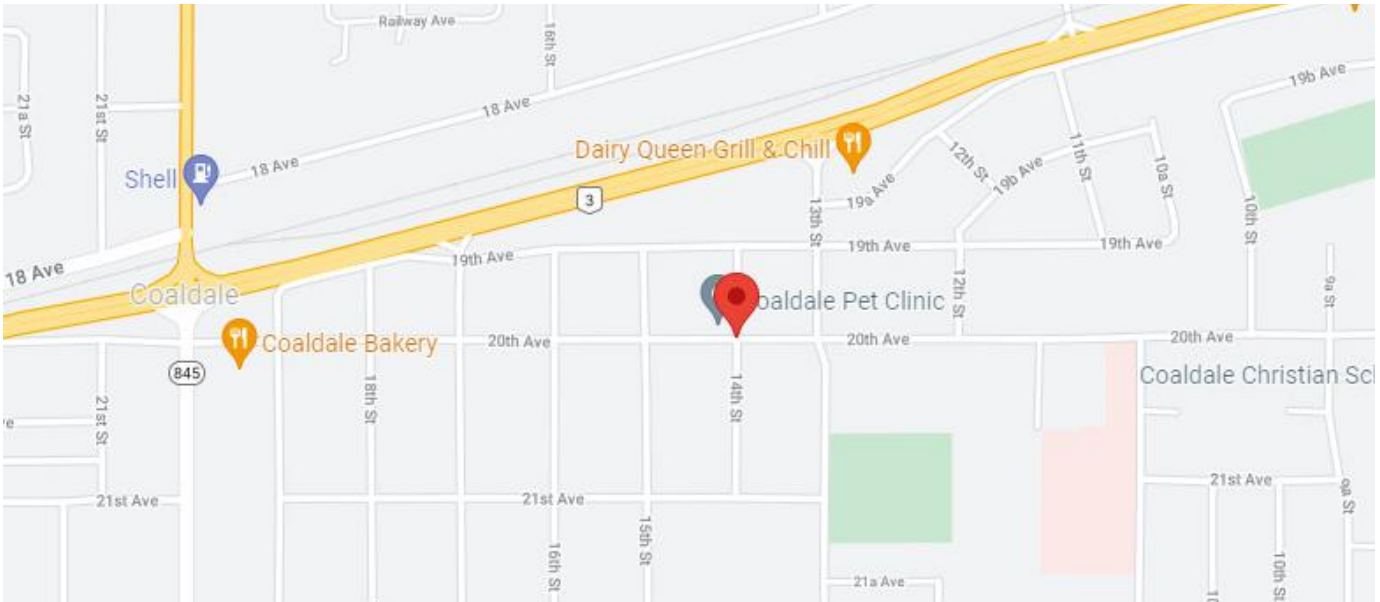 Railway Ave
16th St
21a St
21st St
18 Ave
19b Ave
Dairy Queen Grill & Chill
12th St
11th St
10a St
19b Ave
18 Ave
Shell
3
19a Ave
13th St
10th St
19th Ave
19th Ave
19th Ave
18 Ave
12th St
9a St
Coaldale
oaldale Pet Clinic
Coaldale Bakery
20th Ave
20th Ave
20th Ave
845
18th St
14th St
Coaldale Christian Sc
21st St
e
21st Ave
21st Ave
21st Ave
9a St
15th St
16th St
10th St
21a Ave